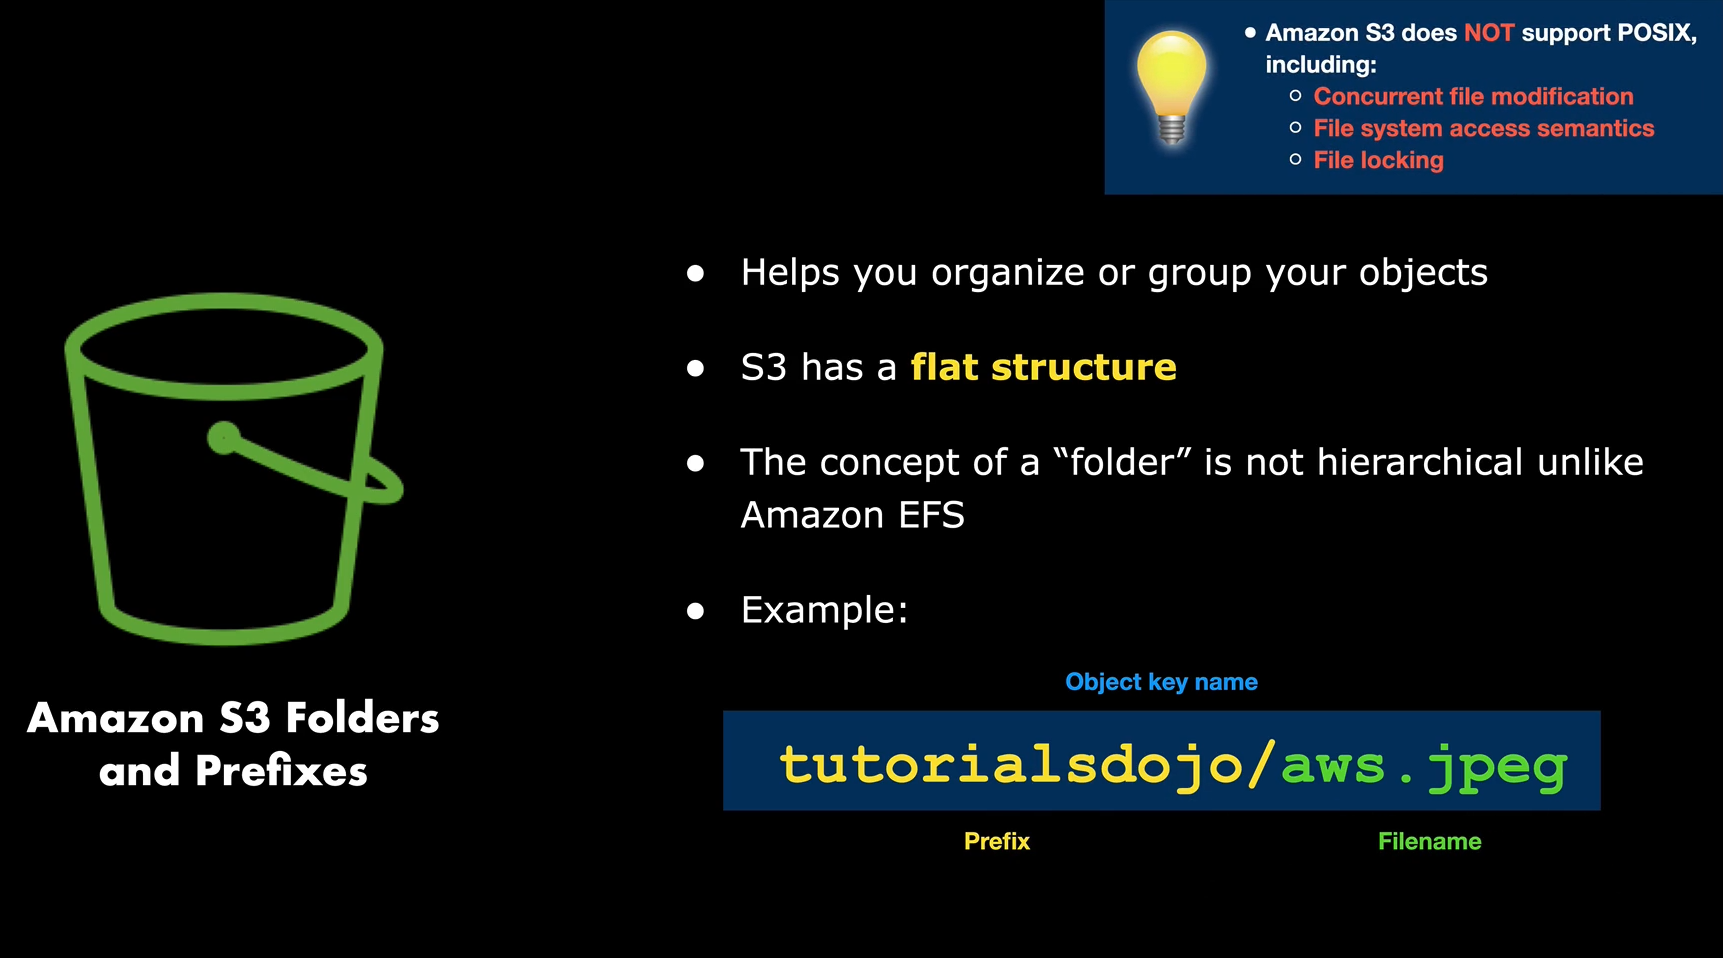 ● Amazon S3 does NOT support POSIX,
including:
○ Concurrent file modification
○ File system access semantics
○ File locking
● Helps you organize or group your objects
● S3 has a flat structure
● The concept of a “folder” is not hierarchical unlike
Amazon EFS
● Example:
Object key name
tutorialsdojo/aws.jpeg
Prefix
Filename
Amazon S3 Folders
and Prefixes